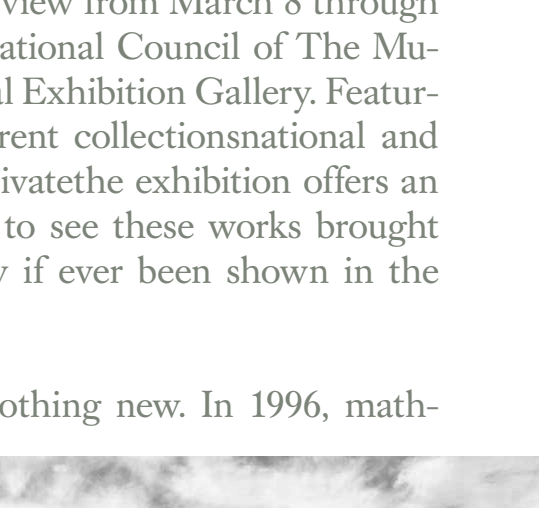 view from March 8 through
ational Council of The Mu-
l Exhibition Gallery. Featur-
rent collectionsnational and
ivatethe exhibition offers an
to see these works brought
y if ever been shown in the
othing new. In 1996, math-